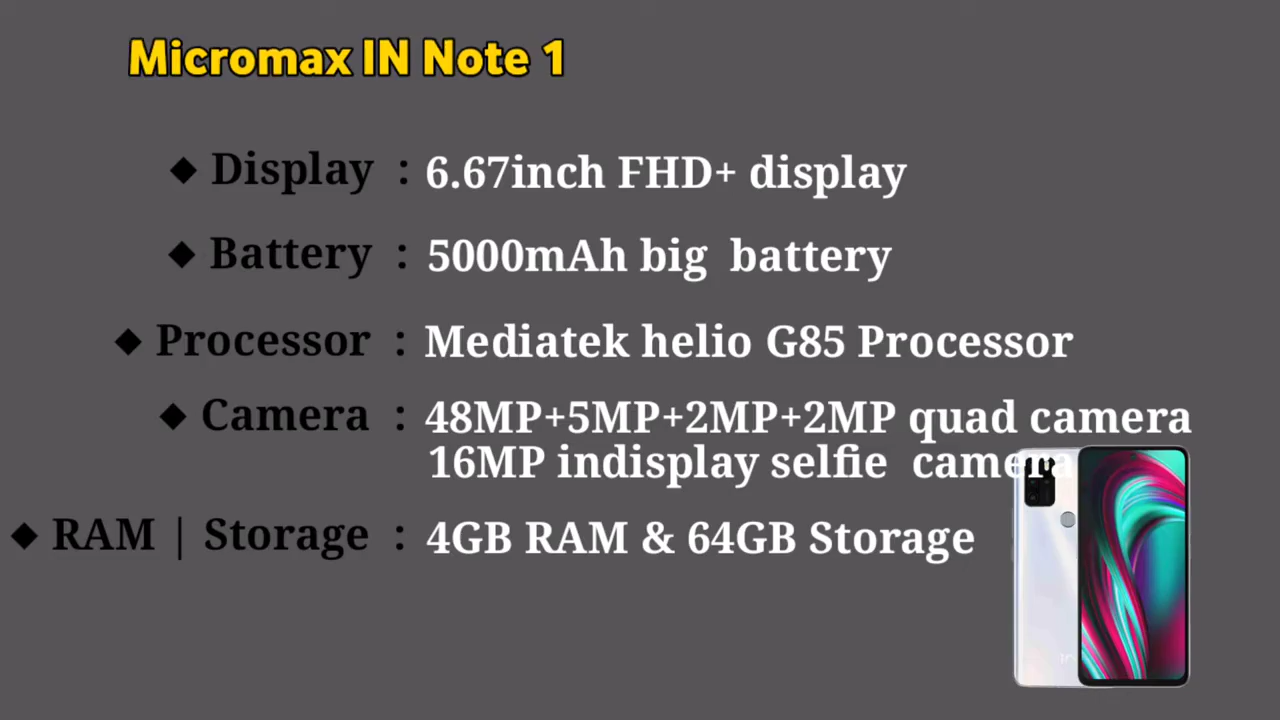 Micromax IN Note 1
◆ Display : 6.67inch FHD+ display
◆ Battery : 5000mAh big battery
◆ Processor : Mediatek helio G85 Processor
◆ Camera : 48MP+5MP+2MP+2MP quad camera
16MP indisplay selfie camera
◆ RAM | Storage : 4GB RAM & 64GB Storage